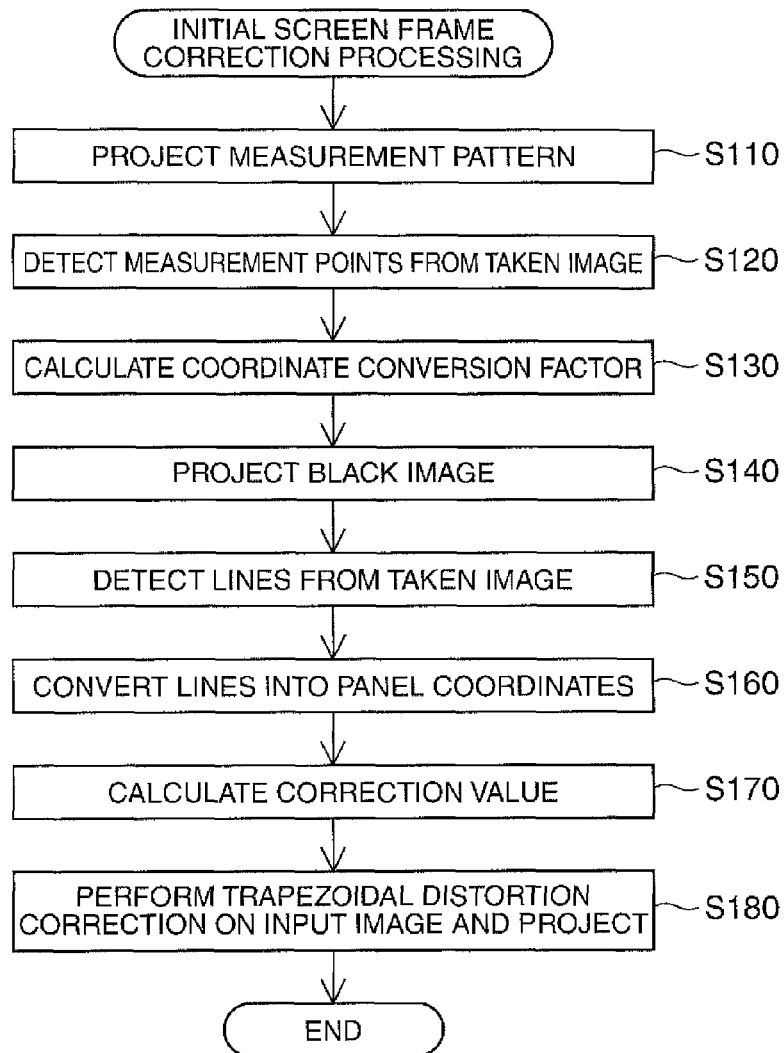 INITIAL SCREEN FRAME
CORRECTION PROCESSING
PROJECT MEASUREMENT PATTERN
S110
DETECT MEASUREMENT POINTS FROM TAKEN IMAGE
S120
CALCULATE COORDINATE CONVERSION FACTOR
S130
PROJECT BLACK IMAGE
S140
DETECT LINES FROM TAKEN IMAGE
S150
CONVERT LINES INTO PANEL COORDINATES
S160
CALCULATE CORRECTION VALUE
S170
PERFORM TRAPEZOIDAL DISTORTION
CORRECTION ON INPUT IMAGE AND PROJECT
S180
END